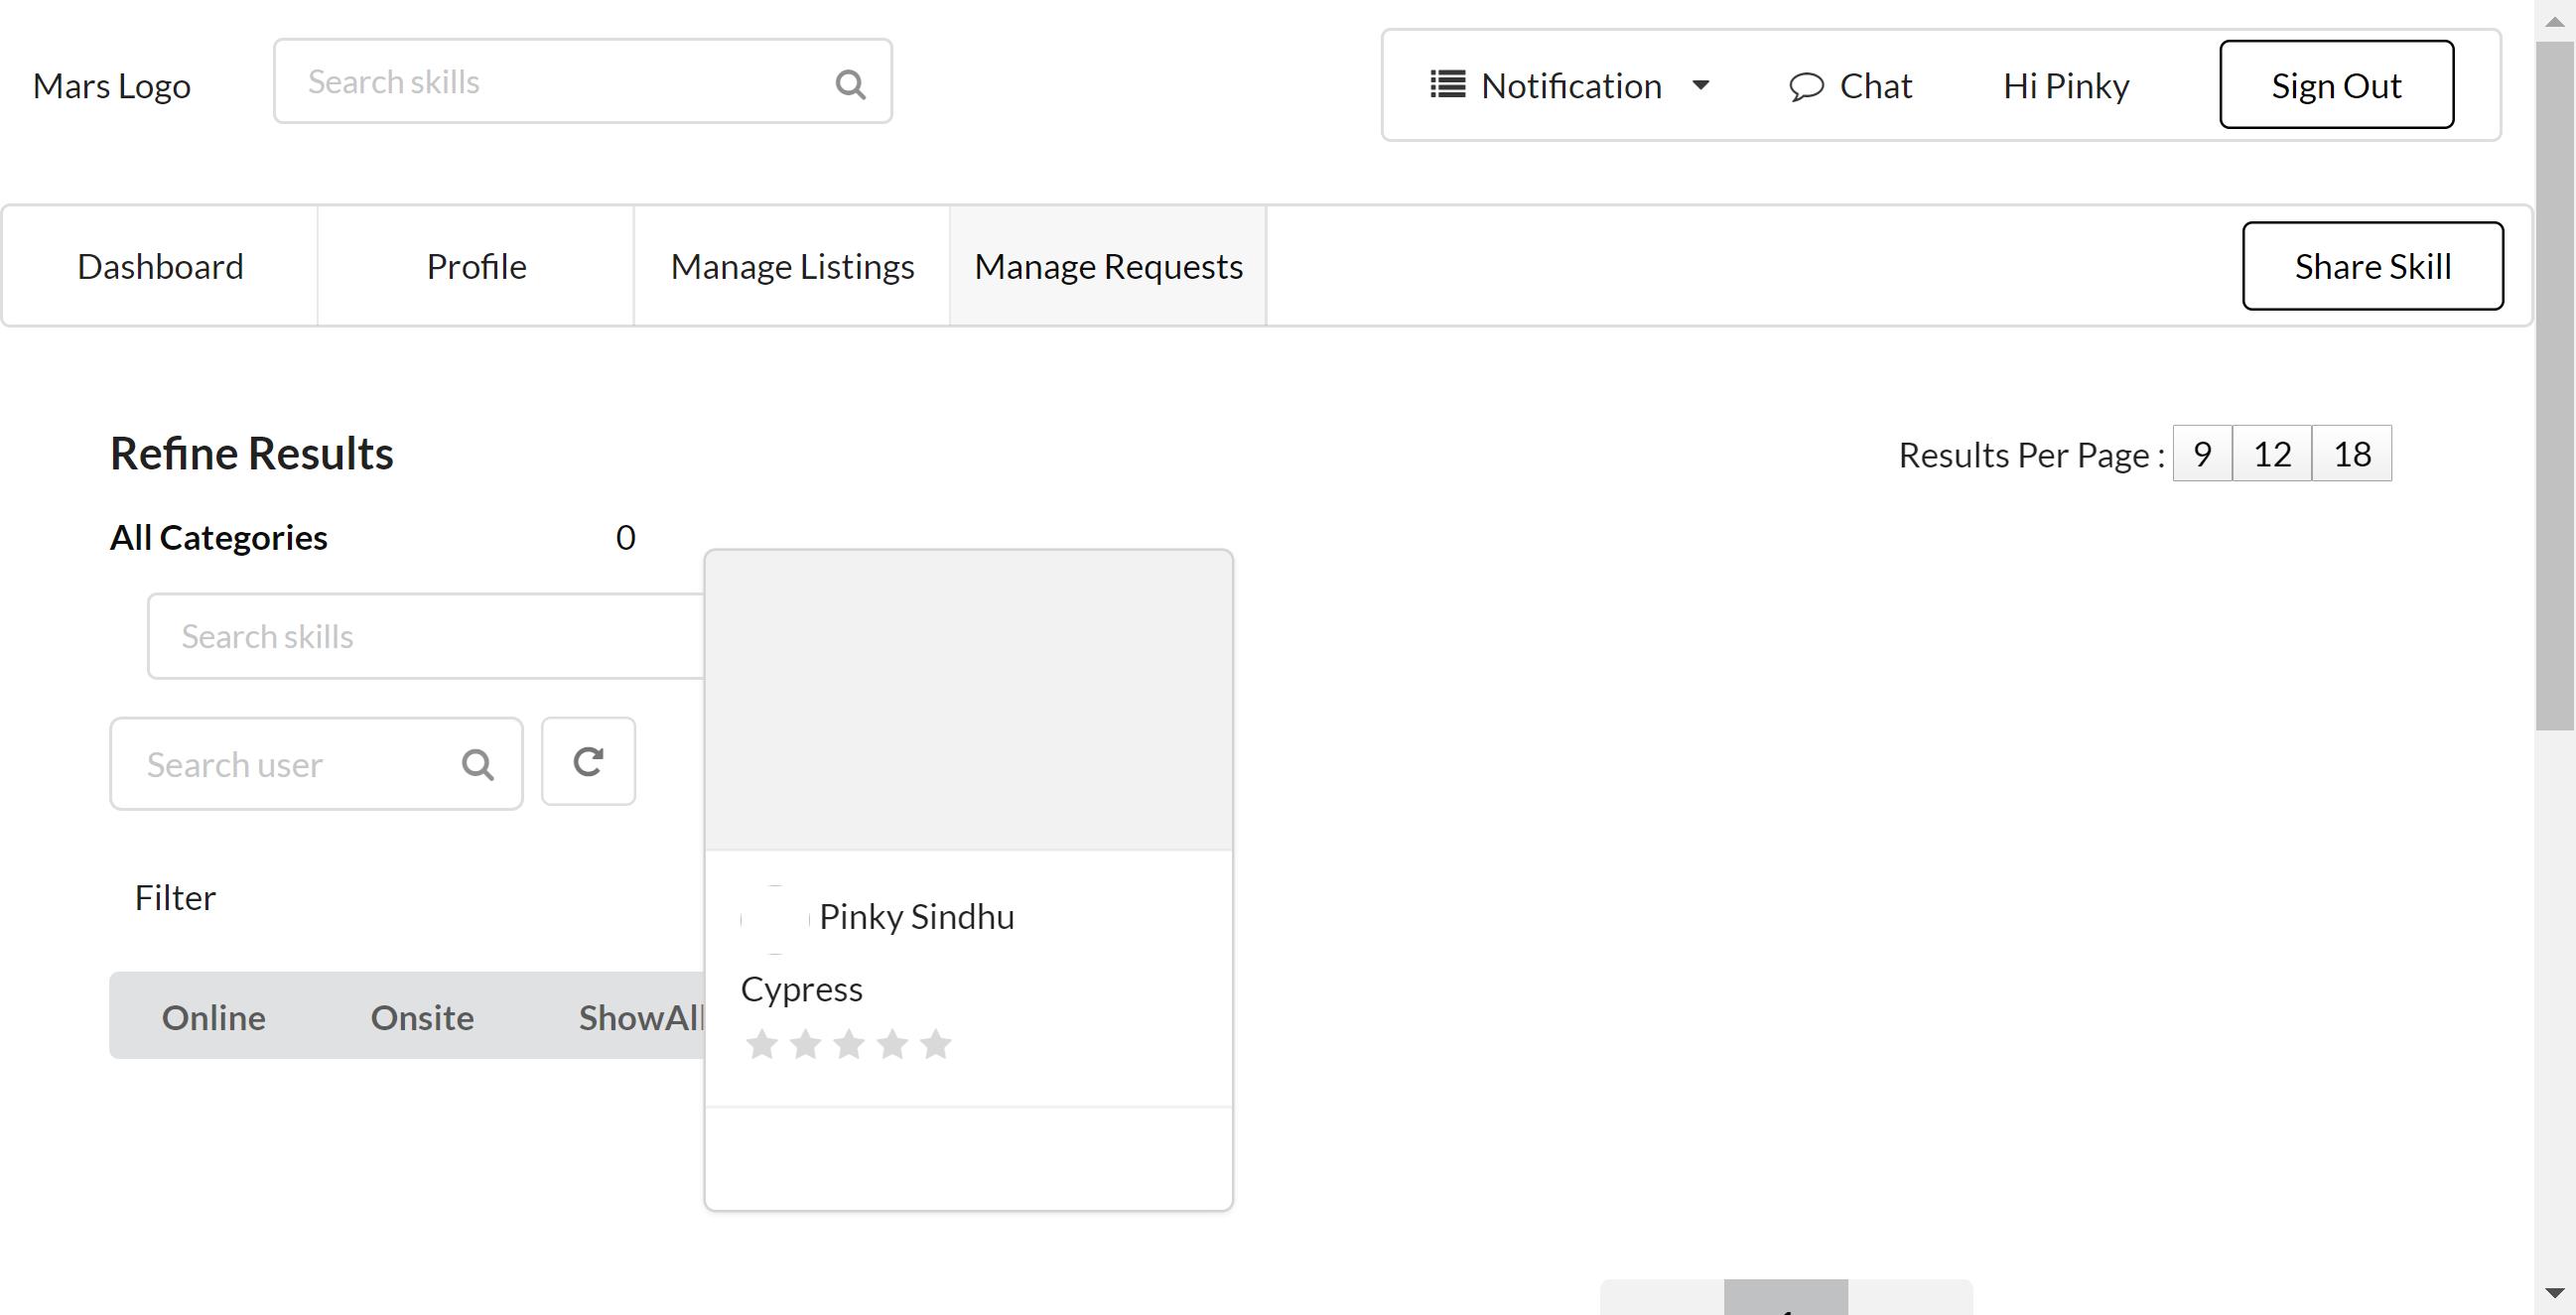 Mars Logo
Search skills
Notification
Chat
Hi Pinky
Sign Out
Dashboard
Profile
Manage Listings
Manage Requests
Share Skill
Refine Results
Results Per Page : 9 12 18
All Categories 0
Search skills
Search user
Filter
Online Onsite ShowAll
Pinky Sindhu
Cypress